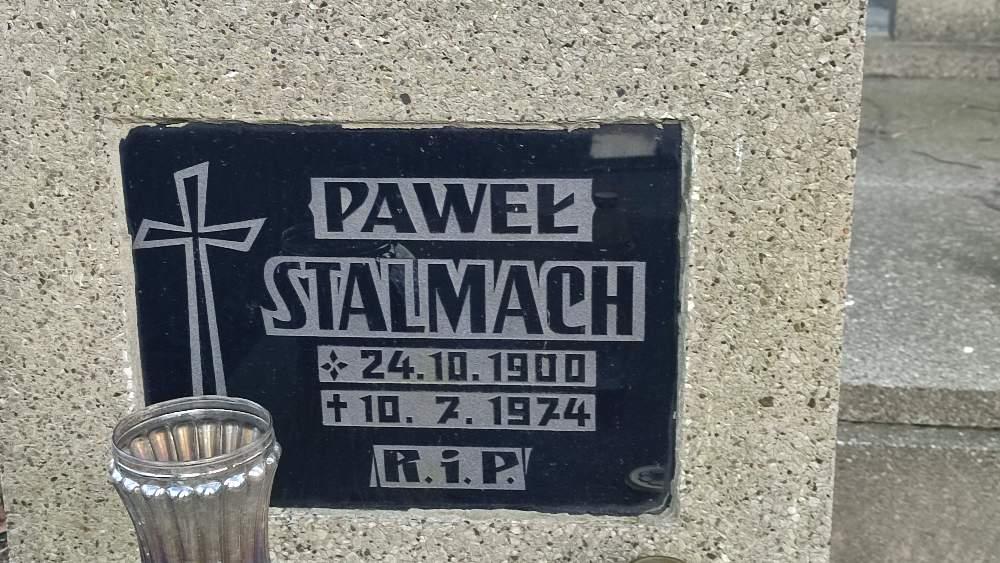 PAWEŁ
STALMACH
24.10.1900
✝ 10. 7. 1974
R.i.P.